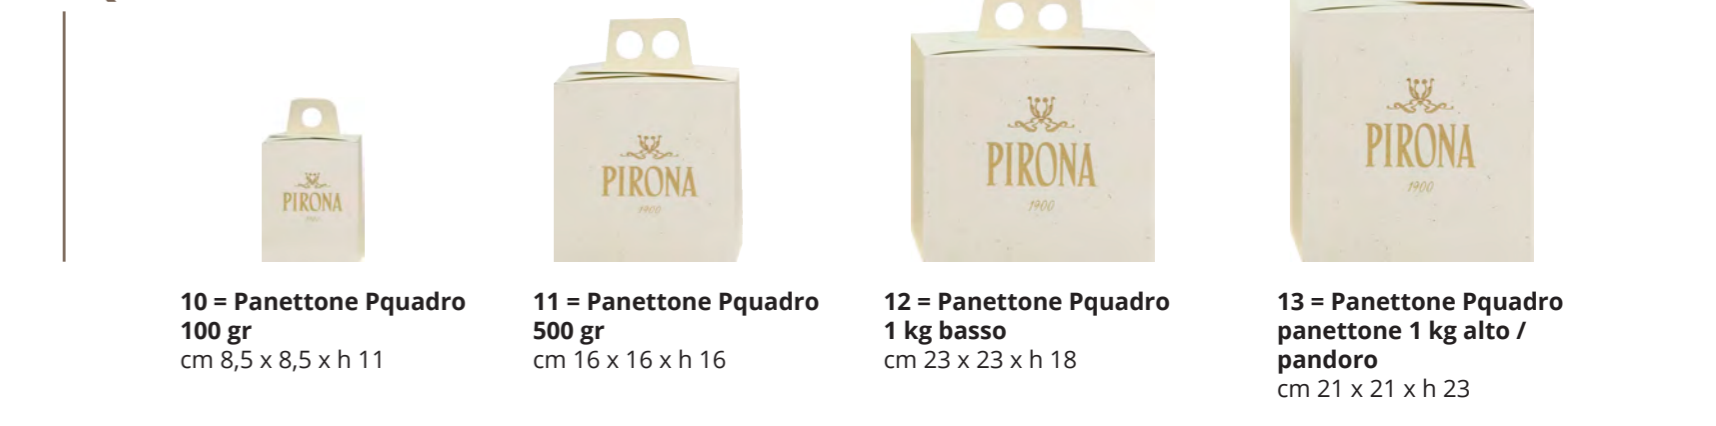 PIRONA
1900
PIRONA
1900
PIRONA
1900
PIRONA
1900
10 = Panettone Pquadro
100 gr
cm 8,5 x 8,5 x h 11
11 = Panettone Pquadro
500 gr
cm 16 x 16 x h 16
12 = Panettone Pquadro
1 kg basso
cm 23 x 23 x h 18
13 = Panettone Pquadro
panettone 1 kg alto /
pandoro
cm 21 x 21 x h 23